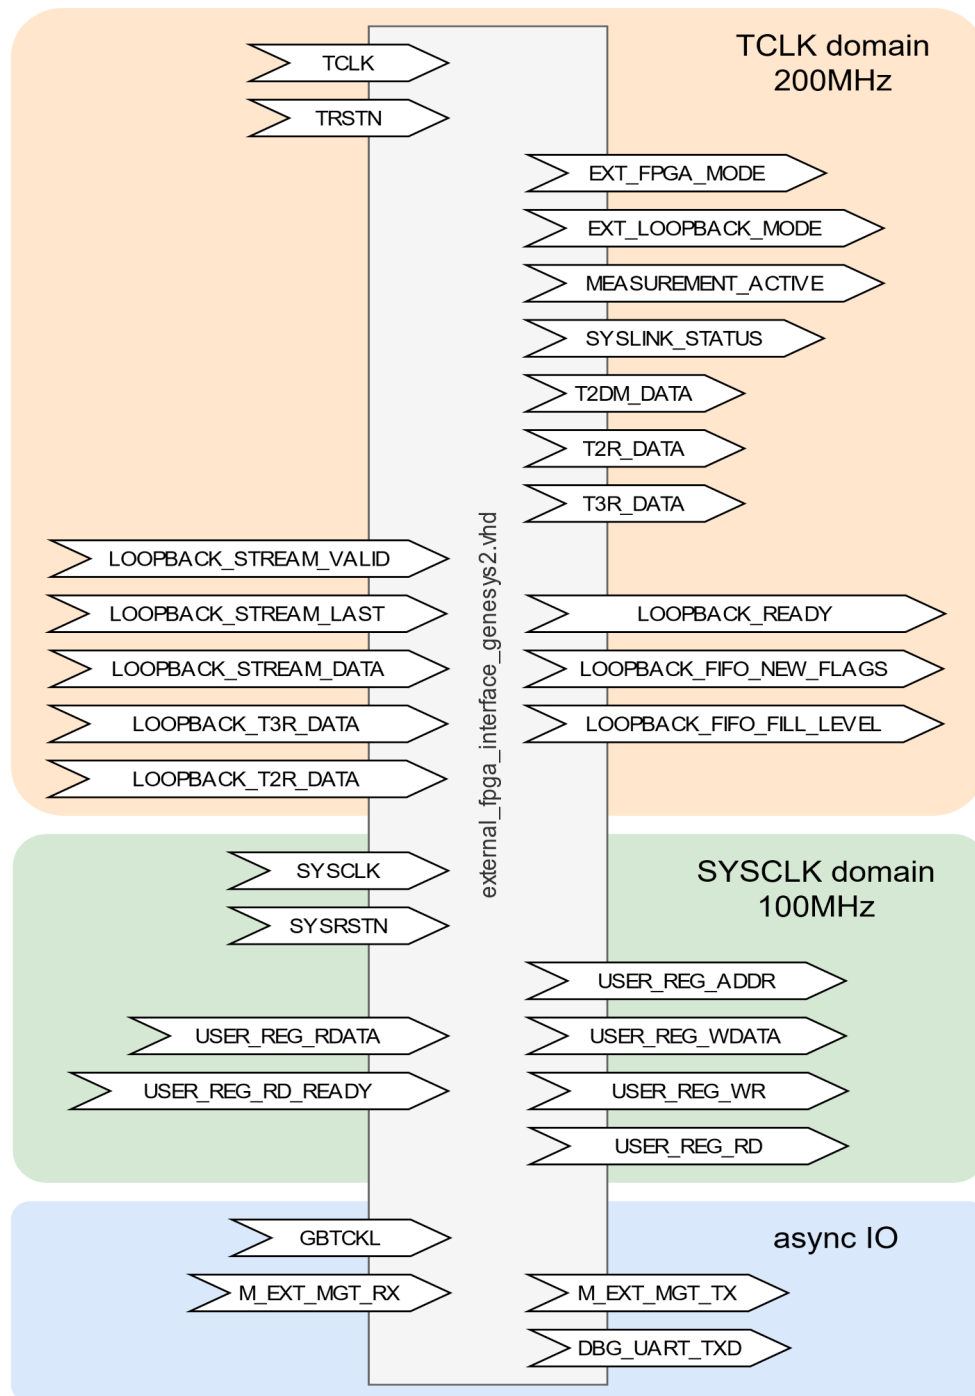 TCLK domain
200MHz
TCLK
TRSTN
EXT_FPGA_MODE
EXT_LOOPBACK_MODE
MEASUREMENT_ACTIVE
SYSLINK_STATUS
T2DM_DATA
T2R_DATA
T3R_DATA
LOOPBACK_STREAM_VALID
LOOPBACK_STREAM_LAST
LOOPBACK_READY
LOOPBACK_STREAM_DATA
LOOPBACK_FIFO_NEW_FLAGS
LOOPBACK_T3R_DATA
LOOPBACK_FIFO_FILL_LEVEL
LOOPBACK_T2R_DATA
external_fpga_interface_genesys2.vhd
SYSCLK domain
100MHz
SYSCLK
SYSRSTN
USER_REG_ADDR
USER_REG_RDATA
USER_REG_WDATA
USER_REG_RD_READY
USER_REG_WR
USER_REG_RD
async IO
GBTCKL
M_EXT_MGT_RX
M_EXT_MGT_TX
DBG_UART_TXD